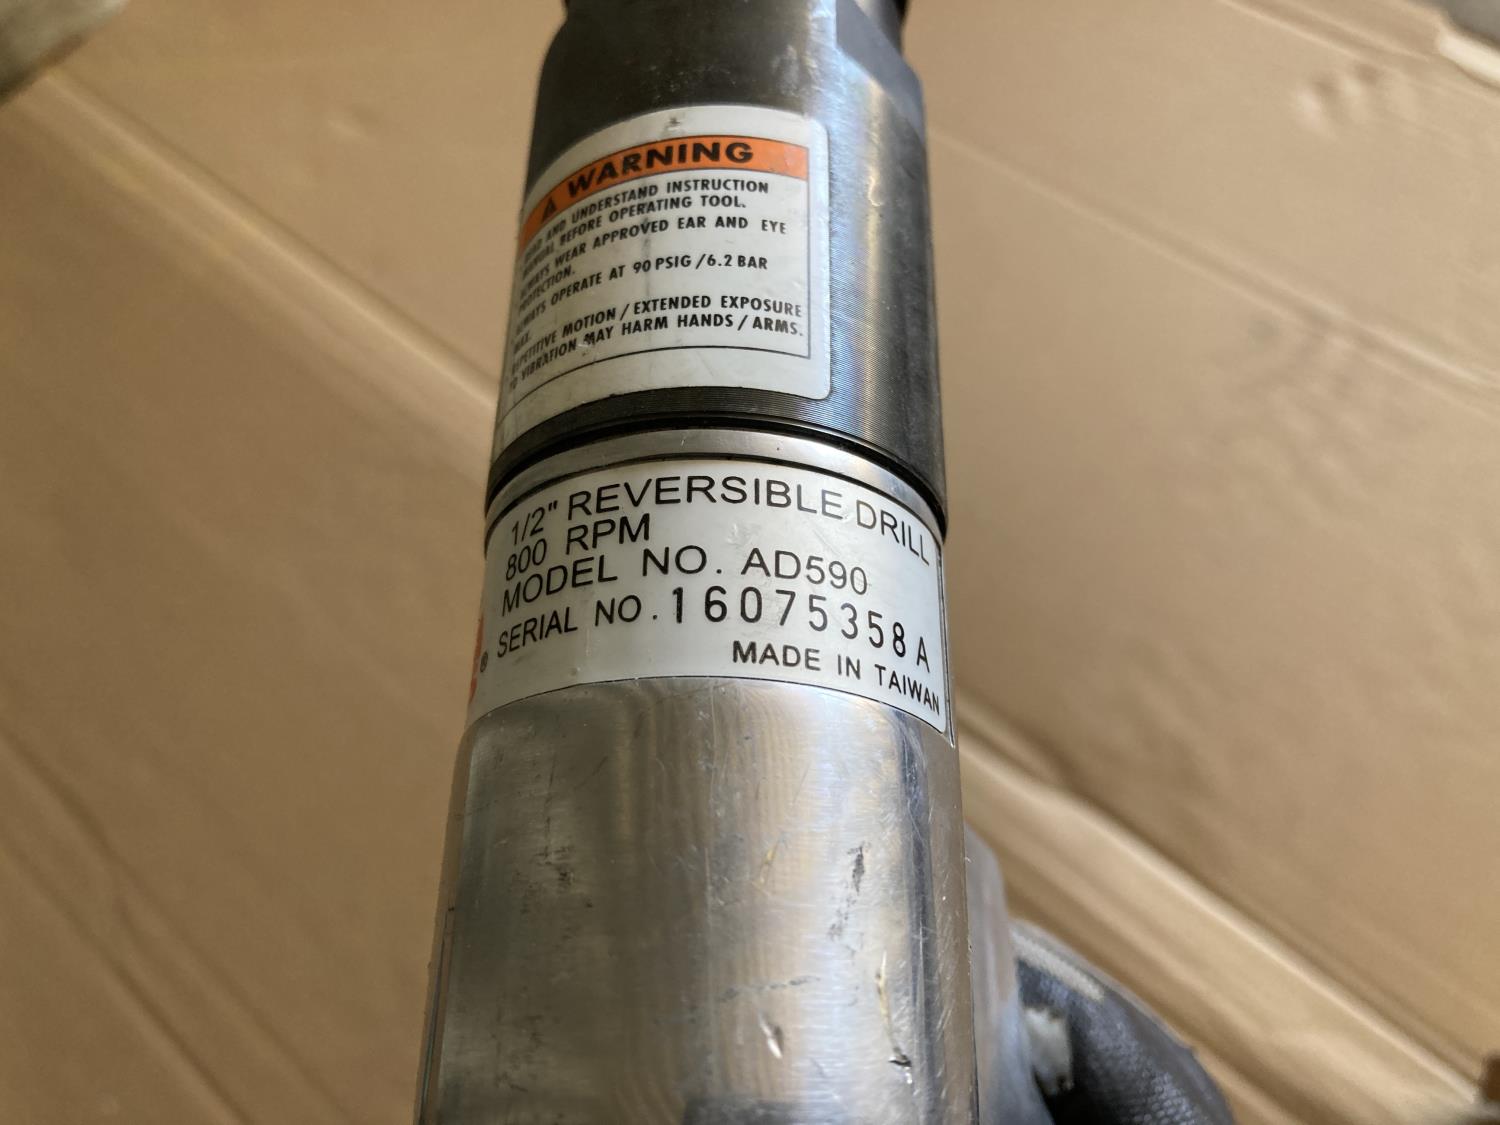 WARNING
READ AND UNDERSTAND INSTRUCTION
MANUAL BEFORE OPERATING TOOL.
ALWAYS WEAR APPROVED EAR AND EYE
PROTECTION.
ALWAYS OPERATE AT 90 PSIG/6.2 BAR
MAX.
REPETITIVE MOTION/EXTENDED EXPOSURE
TO VIBRATION MAY HARM HANDS/ARMS.
1/2" REVERSIBLE DRILL
800 RPM
MODEL NO. AD590
® SERIAL NO. 16075358A
MADE IN TAIWAN